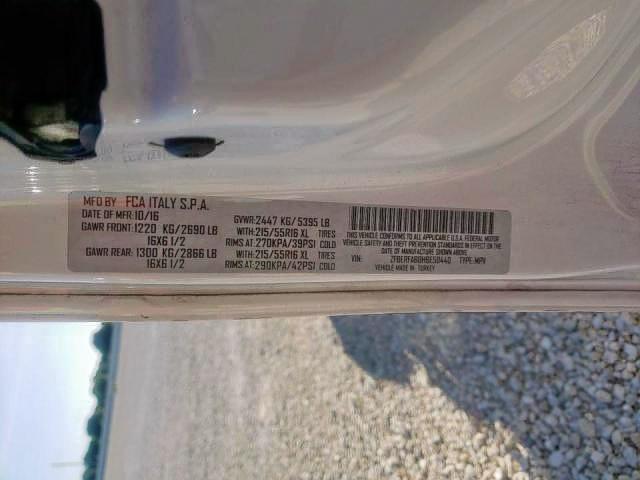 MFD BY FCA ITALY S.P.A.
DATE OF MFR: 10/16
GAWR FRONT: 1220 KG/2690 LB
16X6 1/2
GAWR REAR: 1300 KG/2866 LB
16X6 1/2
GVWR: 2447 KG/ 5395 LB
WITH: 215/55R16 XL TIRES
RIMS AT: 270KPA/39PSI COLD
WITH: 215/55R16 XL TIRES
RIMS AT: 290KPA/42PSI COLD
THIS VEHICLE CONFORMS TO ALL U.S.A. FEDERAL MOTOR
VEHICLE SAFETY AND THEFT PREVENTION STANDARDS IN EFFECT ON
THE DATE OF MANUFACTURE SHOWN ABOVE.
VIN: TYPE: MPV
VEHICLE MADE IN: TURKEY